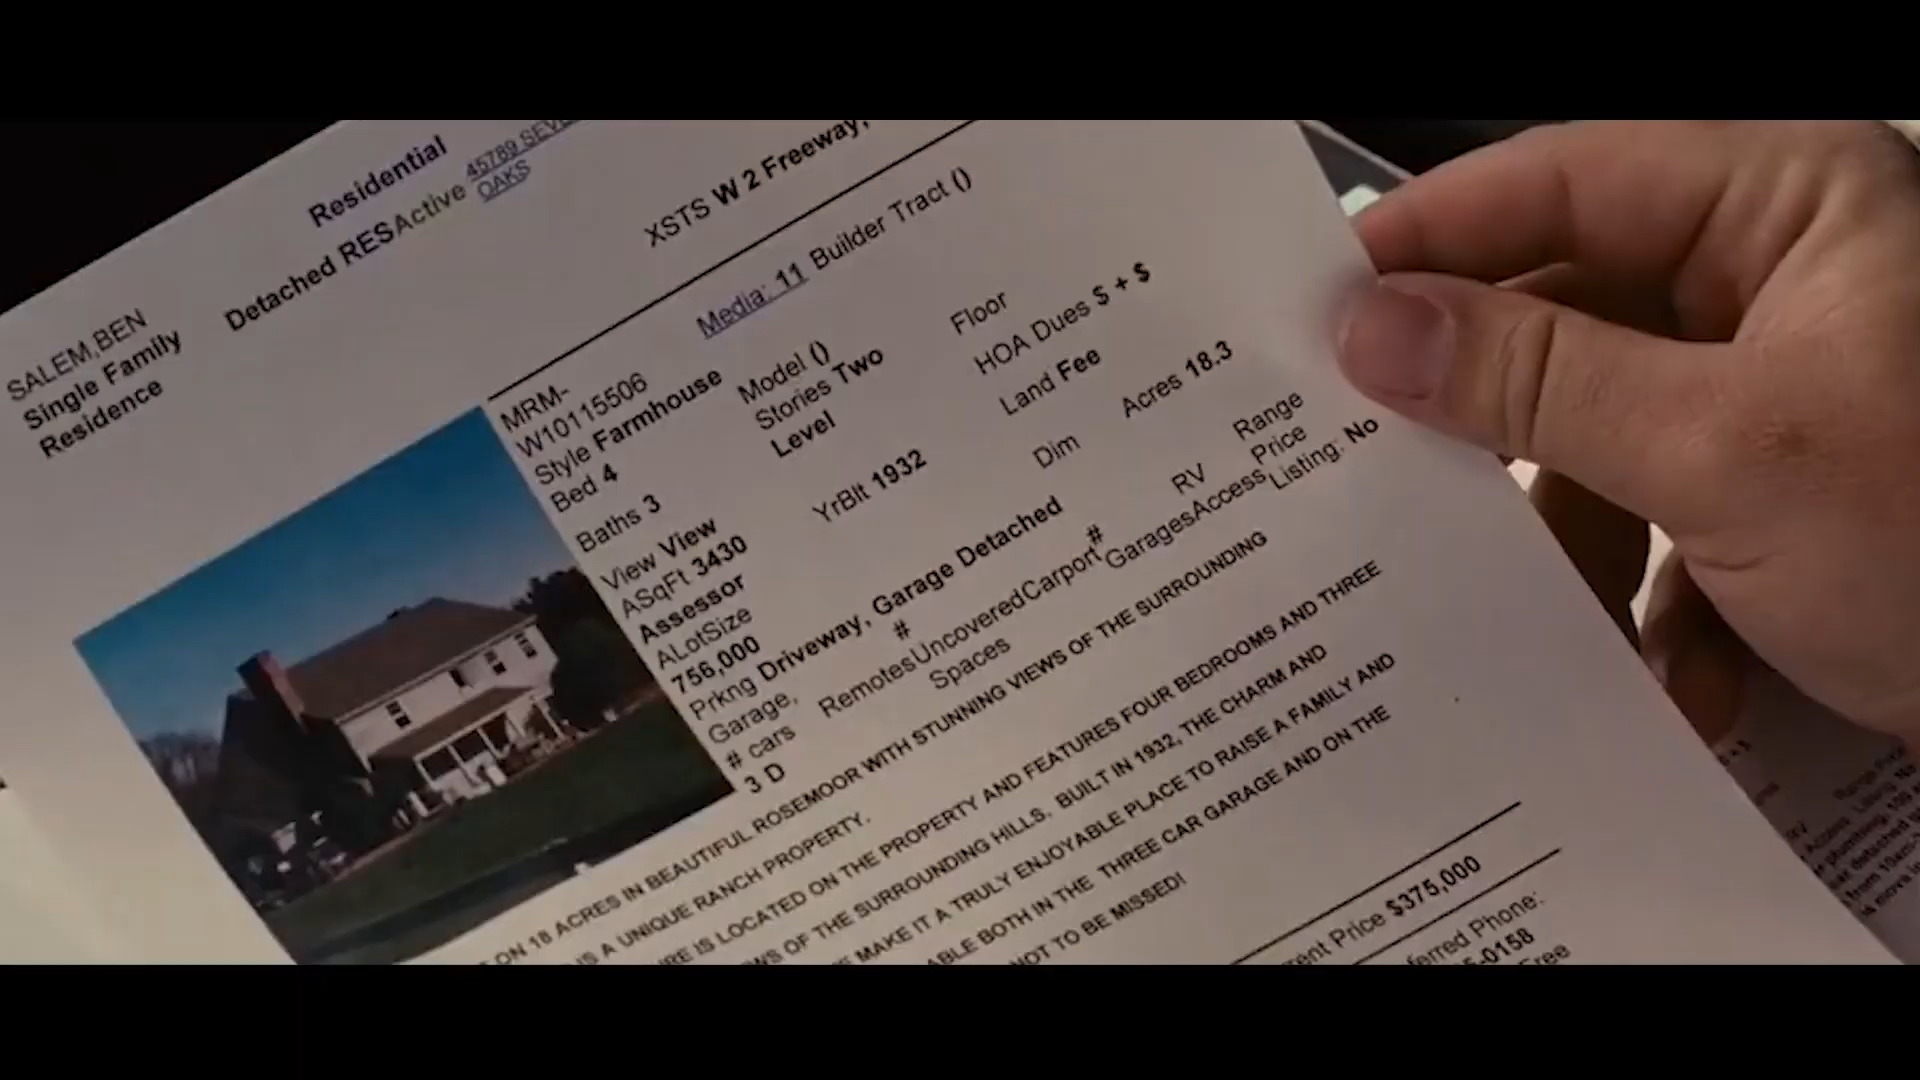 Residential
SALEM,BEN
Single Family
Residence
Detached RESActive
45789
OAKS
XSTS W 2 Freeway,
Media: 11 Builder Tract ()
MRM-
W10115506
Model ()
Floor
Style Farmhouse
Stories Two
Level
HOA Dues $ + $
Bed 4
Land Fee
Baths 3
YrBlt 1932
Dim
Acres 18.3
View View
ASqFt 3430
Assessor
RV
Range
Price
Listing: No
ALotSize
756,000
Prkng Driveway, Garage Detached
Garage,
# cars
3 D
#
Remotes
Uncovered
Spaces
Carport
#
Garages
Access
ON 18 ACRES IN BEAUTIFUL ROSEMOOR WITH STUNNING VIEWS OF THE SURROUNDING
IS A UNIQUE RANCH PROPERTY.
IS LOCATED ON THE PROPERTY AND FEATURES FOUR BEDROOMS AND THREE
OF THE SURROUNDING HILLS. BUILT IN 1932, THE CHARM AND
MAKE IT A TRULY ENJOYABLE PLACE TO RAISE A FAMILY AND
BOTH IN THE THREE CAR GARAGE AND ON THE
NOT TO BE MISSED!
Price $375,000
Phone:
-0158
Free